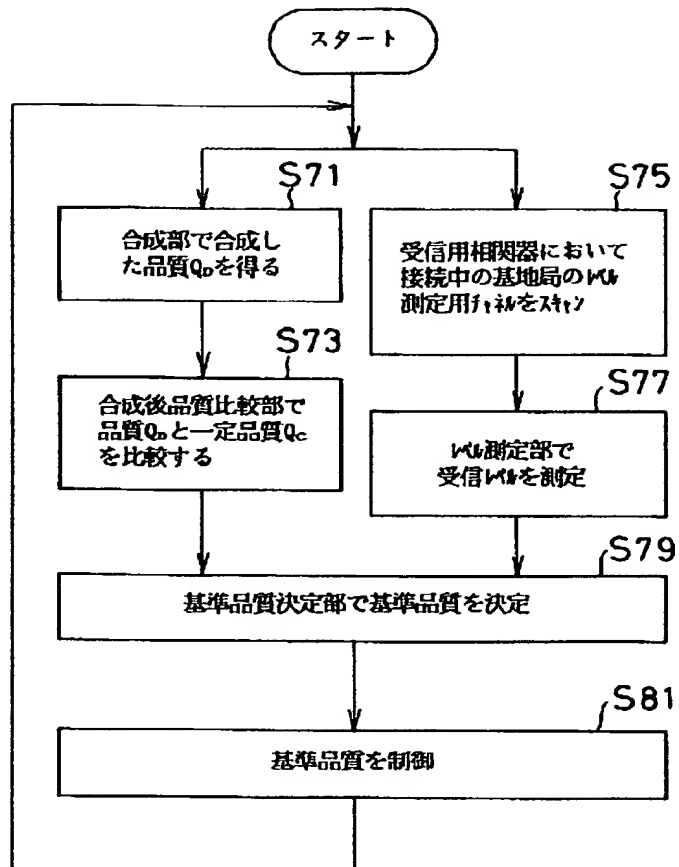 スタート
S71
合成部で合成し
た品質QDを得る
S73
合成後品質比較部で
品質QDと一定品質QC
を比較する
S75
受信用相関器において
接続中の基地局のﾚﾍﾞﾙ
測定用ﾁｬﾈﾙをｽｷｬﾝ
S77
ﾚﾍﾞﾙ測定部で
受信ﾚﾍﾞﾙを測定
S79
基準品質決定部で基準品質を決定
S81
基準品質を制御